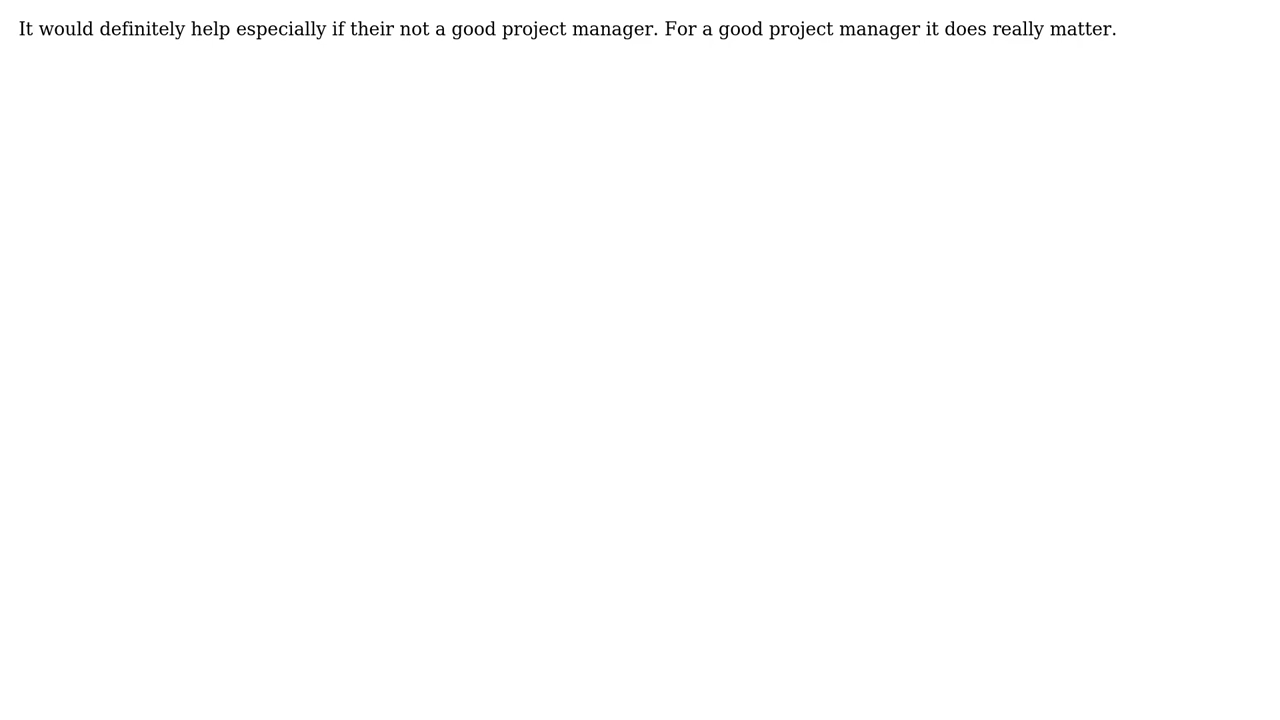 It would definitely help especially if their not a good project manager. For a good project manager it does really matter.